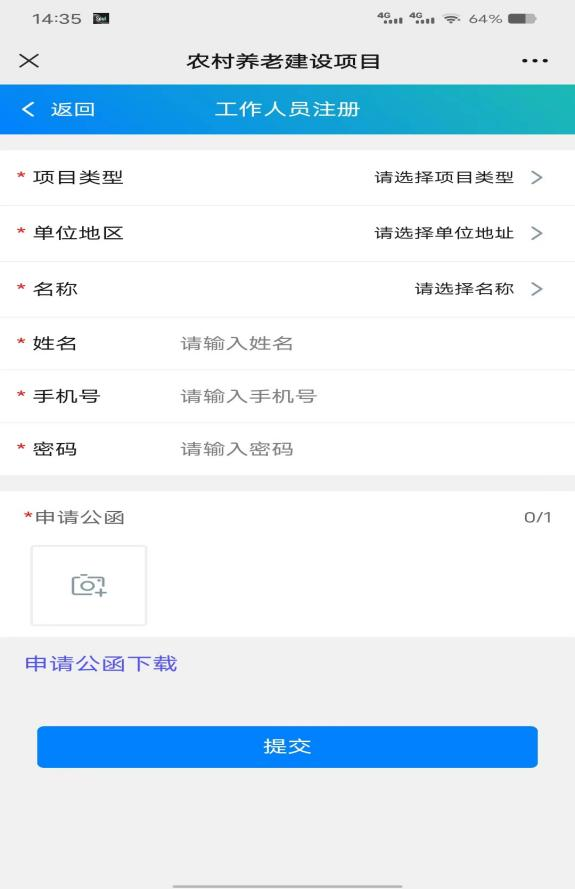 14:35 4G 4G 64%
农村养老建设项目
返回 工作人员注册
* 项目类型 请选择项目类型
* 单位地区 请选择单位地址
* 名称 请选择名称
* 姓名 请输入姓名
* 手机号 请输入手机号
* 密码 请输入密码
*申请公函 0/1
申请公函下载
提交